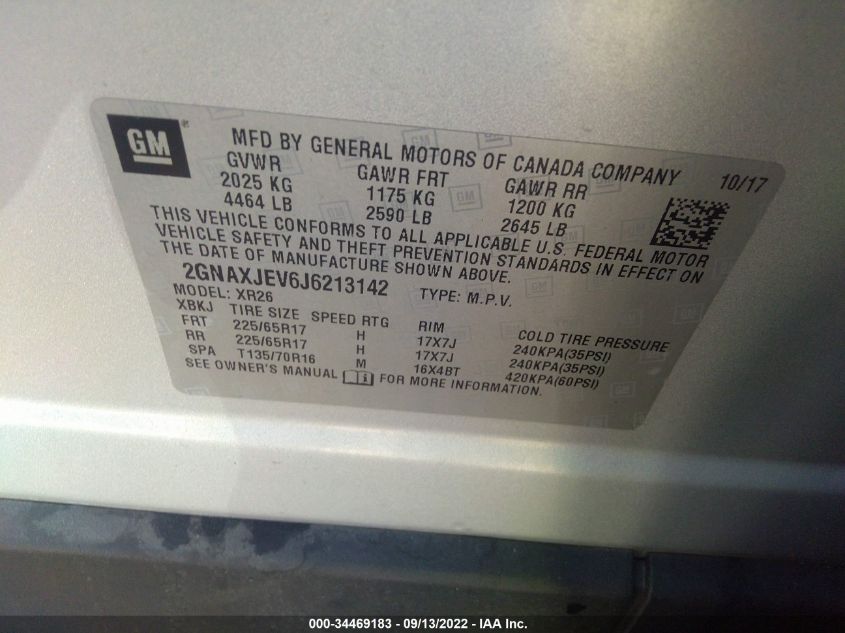 GM ®
MFD BY GENERAL MOTORS OF CANADA COMPANY 10/17
GVWR GAWR FRT GAWR RR
2025 KG 1175 KG 1200 KG
4464 LB 2590 LB 2645 LB
THIS VEHICLE CONFORMS TO ALL APPLICABLE U.S. FEDERAL MOTOR
VEHICLE SAFETY AND THEFT PREVENTION STANDARDS IN EFFECT ON
THE DATE OF MANUFACTURE SHOWN ABOVE.
2GNAXJEV6J6213142 TYPE: M.P.V.
MODEL: XR26
XBKJ TIRE SIZE SPEED RTG RIM COLD TIRE PRESSURE
FRT 225/65R17 H 17X7J 240KPA(35PSI)
RR 225/65R17 H 17X7J 240KPA(35PSI)
SPA T135/70R16 M 16X4BT 420KPA(60PSI)
SEE OWNER'S MANUAL FOR MORE INFORMATION.
000-34469183 - 09/13/2022 - IAA Inc.